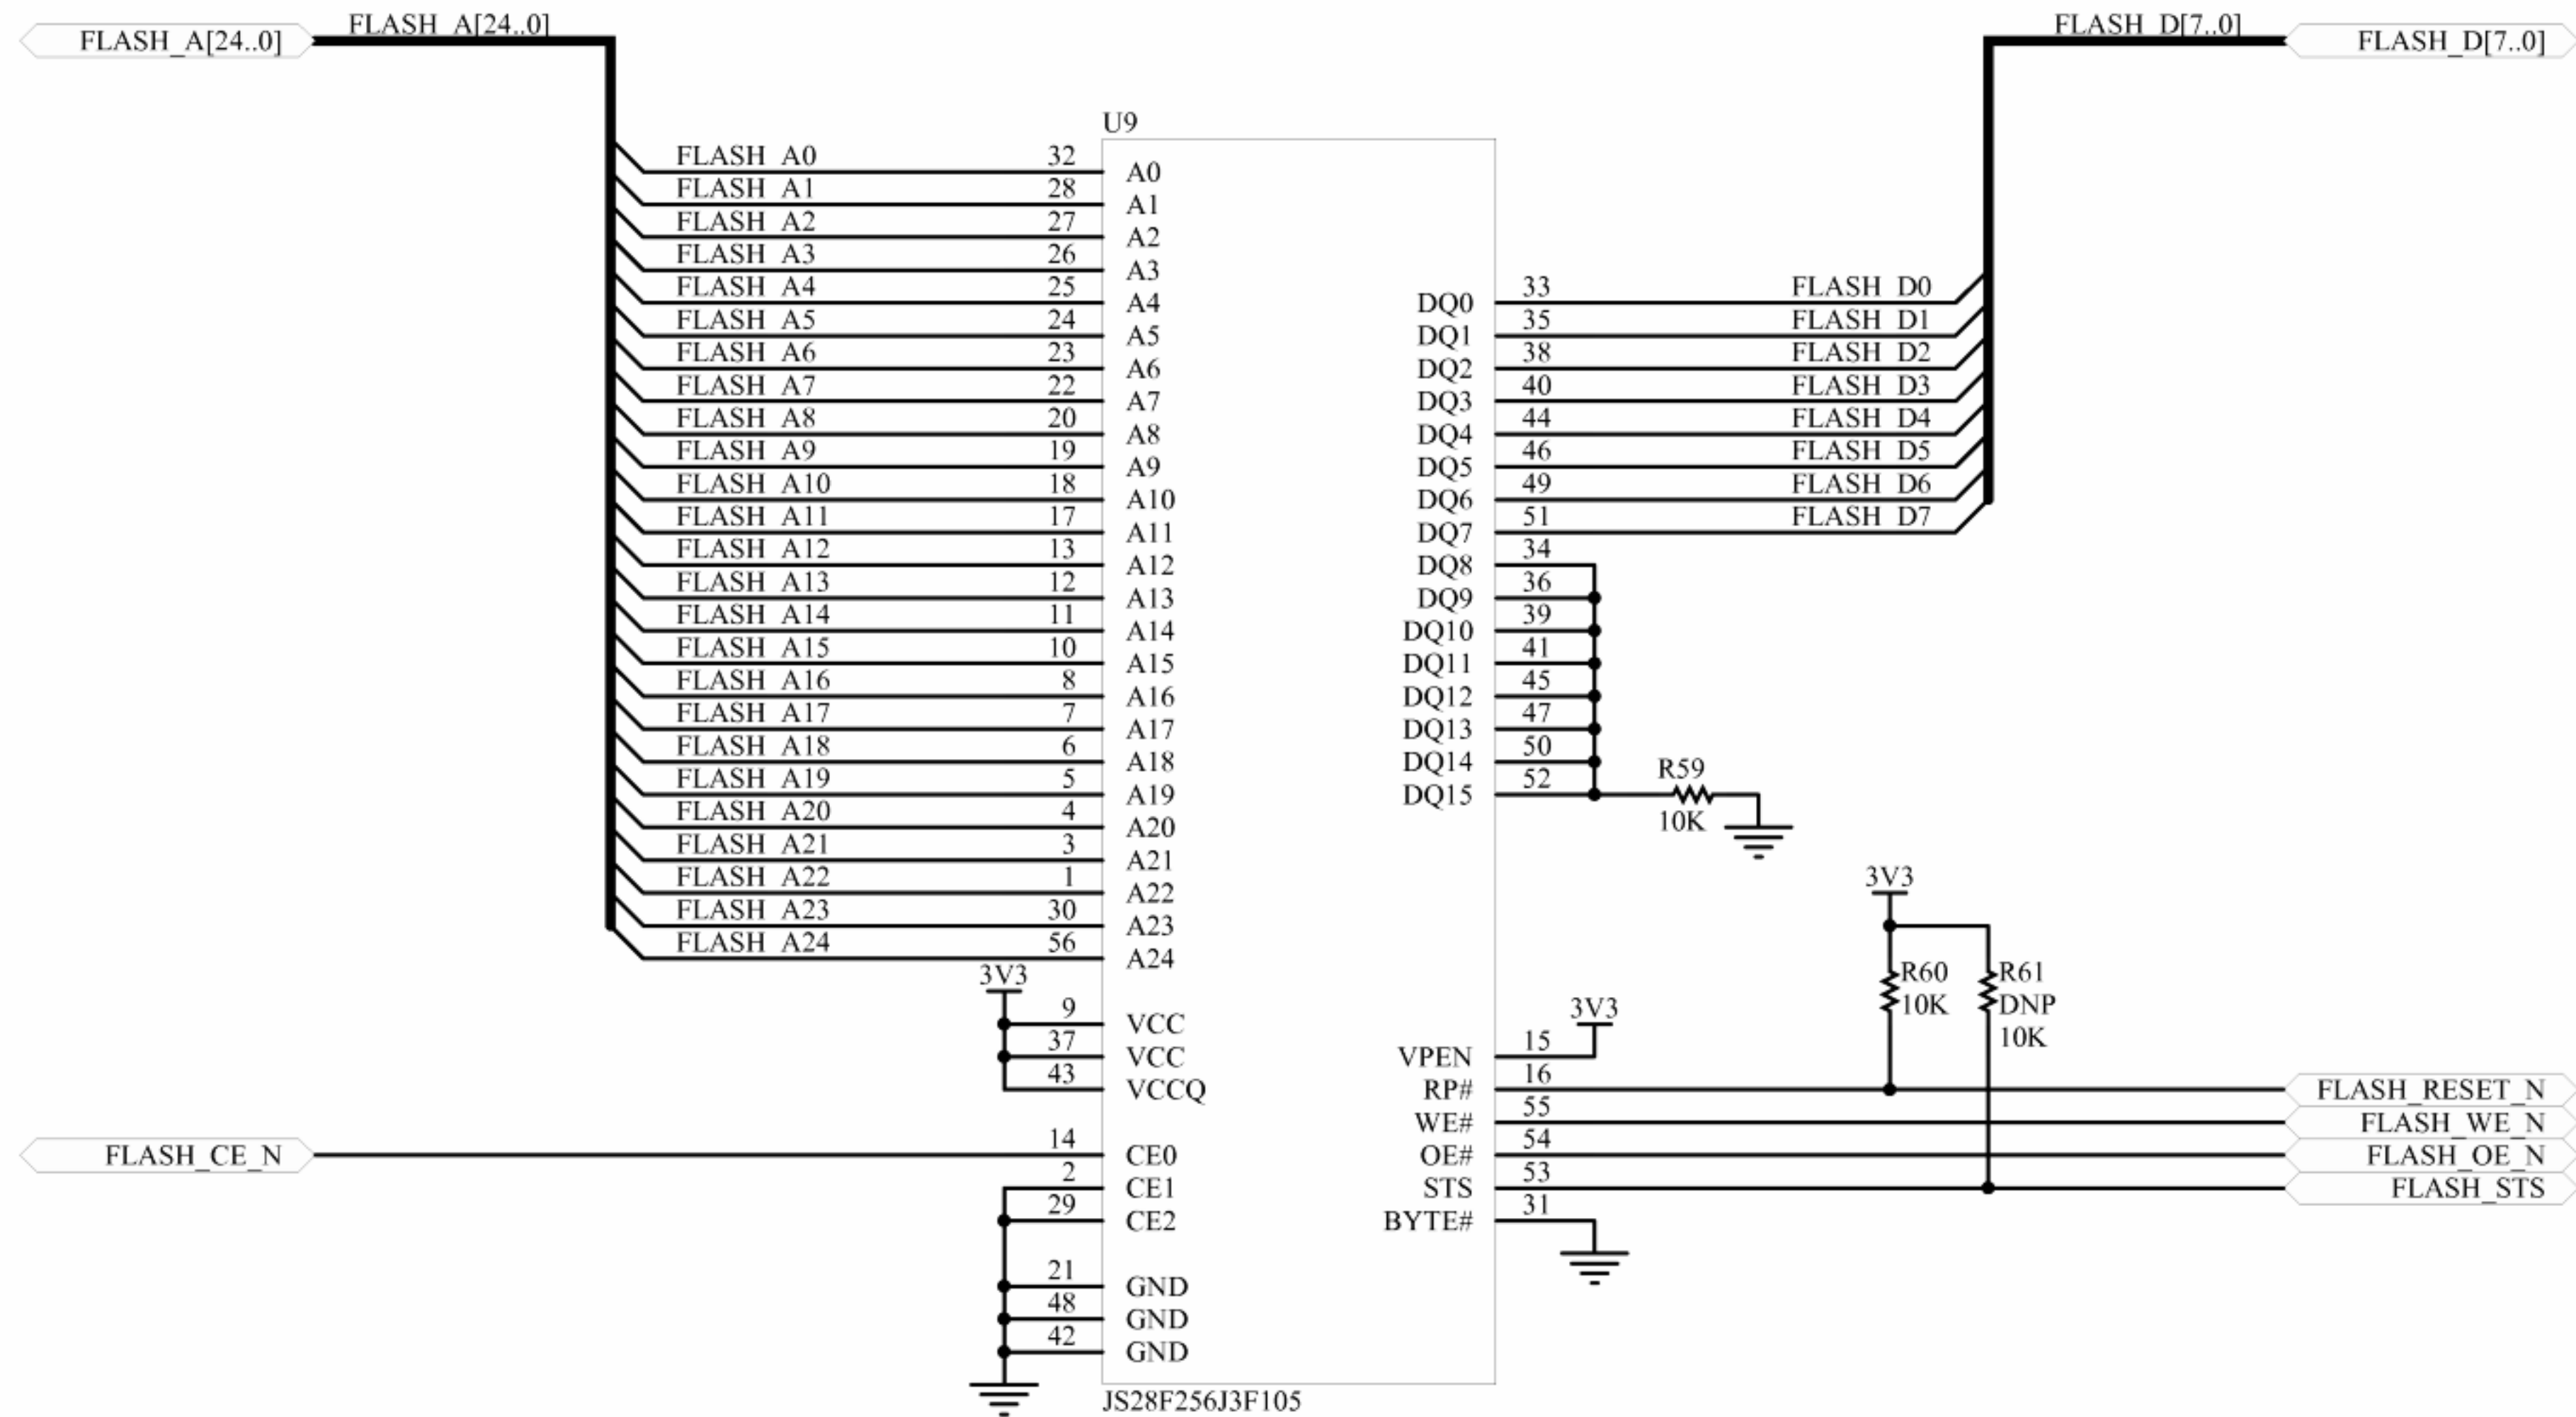 FLASH_A[24..0] FLASH_A[24..0] FLASH_D[7..0] FLASH_D[7..0]
U9
FLASH_A0 32 A0
FLASH_A1 28 A1
FLASH_A2 27 A2
FLASH_A3 26 A3
FLASH_A4 25 A4 DQ0 33 FLASH_D0
FLASH_A5 24 A5 DQ1 35 FLASH_D1
FLASH_A6 23 A6 DQ2 38 FLASH_D2
FLASH_A7 22 A7 DQ3 40 FLASH_D3
FLASH_A8 20 A8 DQ4 44 FLASH_D4
FLASH_A9 19 A9 DQ5 46 FLASH_D5
FLASH_A10 18 A10 DQ6 49 FLASH_D6
FLASH_A11 17 A11 DQ7 51 FLASH_D7
FLASH_A12 13 A12 DQ8 34
FLASH_A13 12 A13 DQ9 36
FLASH_A14 11 A14 DQ10 39
FLASH_A15 10 A15 DQ11 41
FLASH_A16 8 A16 DQ12 45
FLASH_A17 7 A17 DQ13 47
FLASH_A18 6 A18 DQ14 50
FLASH_A19 5 A19 DQ15 52 R59
10K
FLASH_A20 4 A20
FLASH_A21 3 A21
FLASH_A22 1 A22 3V3
FLASH_A23 30 A23
FLASH_A24 56 A24
3V3 R60 R61
10K DNP
10K
9 VCC 3V3
37 VCC VPEN 15
43 VCCQ RP# 16 FLASH_RESET_N
WE# 55 FLASH_WE_N
FLASH_CE_N 14 CE0 OE# 54 FLASH_OE_N
2 CE1 STS 53 FLASH_STS
29 CE2 BYTE# 31
21 GND
48 GND
42 GND
JS28F256J3F105